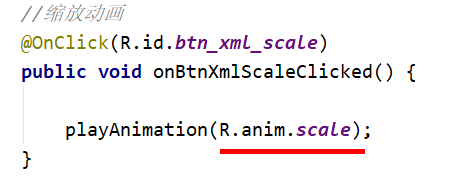 //缩放动画
@OnClick(R.id.btn_xml_scale)
public void onBtnXmlScaleClicked() {
playAnimation(R.anim.scale);
}